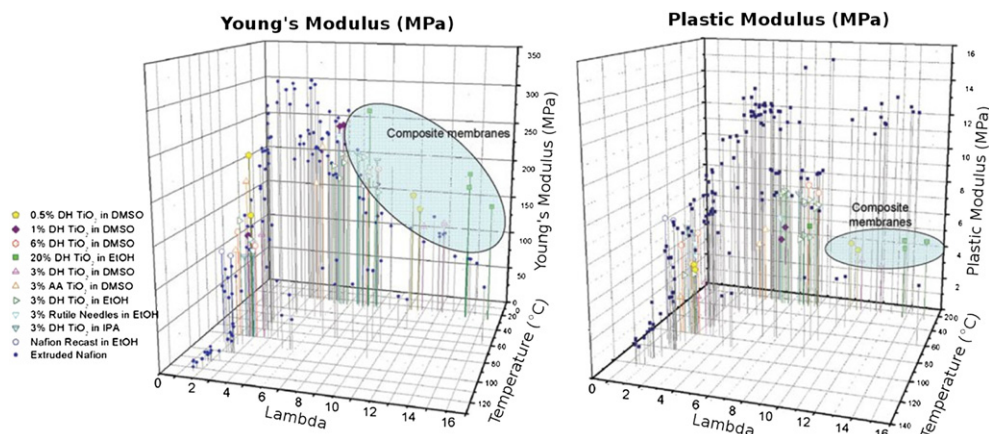 Young's Modulus (MPa)
350
300
250
200
150
100
50
0
Young's Modulus (MPa)
Composite membranes
0.5% DH TiO2 in DMSO
1% DH TiO2 in DMSO
6% DH TiO2 in DMSO
20% DH TiO2 in EtOH
3% DH TiO2 in DMSO
3% AA TiO2 in DMSO
3% DH TiO2 in EtOH
3% Rutile Needles in EtOH
3% DH TiO2 in IPA
Nafion Recast in EtOH
Extruded Nafion
0
2
4
6
8
10
12
14
16
Lambda
20
40
60
80
100
120
Temperature (°C)
Plastic Modulus (MPa)
16
14
12
10
8
6
4
2
Plastic Modulus (MPa)
Composite
membranes
0
2
4
6
8
10
12
14
16
Lambda
20
40
60
80
100
120
140
Temperature (°C)